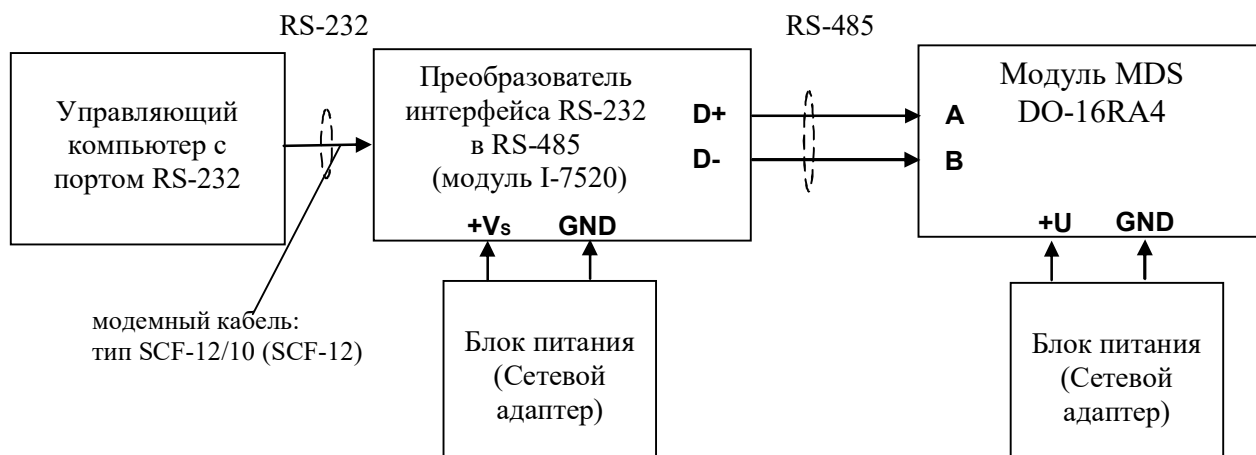 RS-232
RS-485
Управляющий
компьютер с
портом RS-232
Преобразователь
интерфейса RS-232
в RS-485
(модуль I-7520)
D+
D-
+Vs
GND
Модуль MDS
DO-16RA4
A
B
+U
GND
модемный кабель:
тип SCF-12/10 (SCF-12)
Блок питания
(Сетевой
адаптер)
Блок питания
(Сетевой
адаптер)